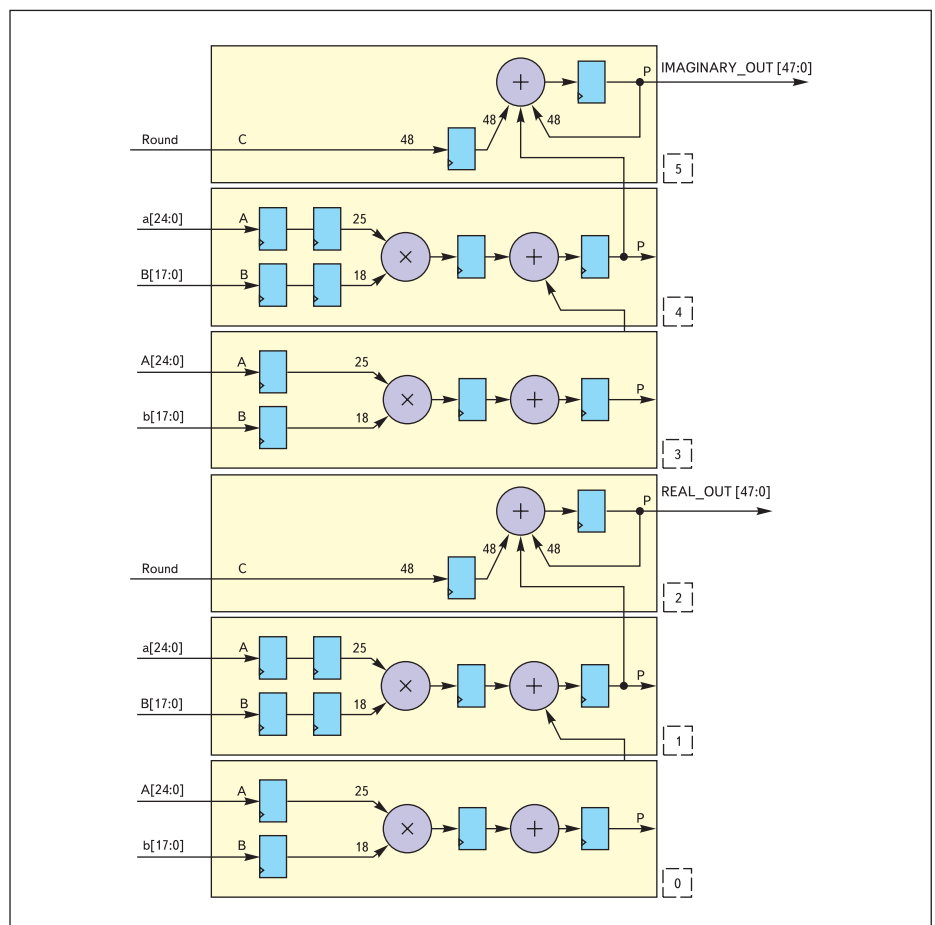 P IMAGINARY_OUT [47:0]
+
48 48
Round C 48
5
a[24:0] A 25
× + P
B[17:0] B 18
4
A[24:0] A 25
× + P
b[17:0] B 18
3
P REAL_OUT [47:0]
+
48 48
Round C 48
2
a[24:0] A 25
× + P
B[17:0] B 18
1
A[24:0] A 25
× + P
b[17:0] B 18
0